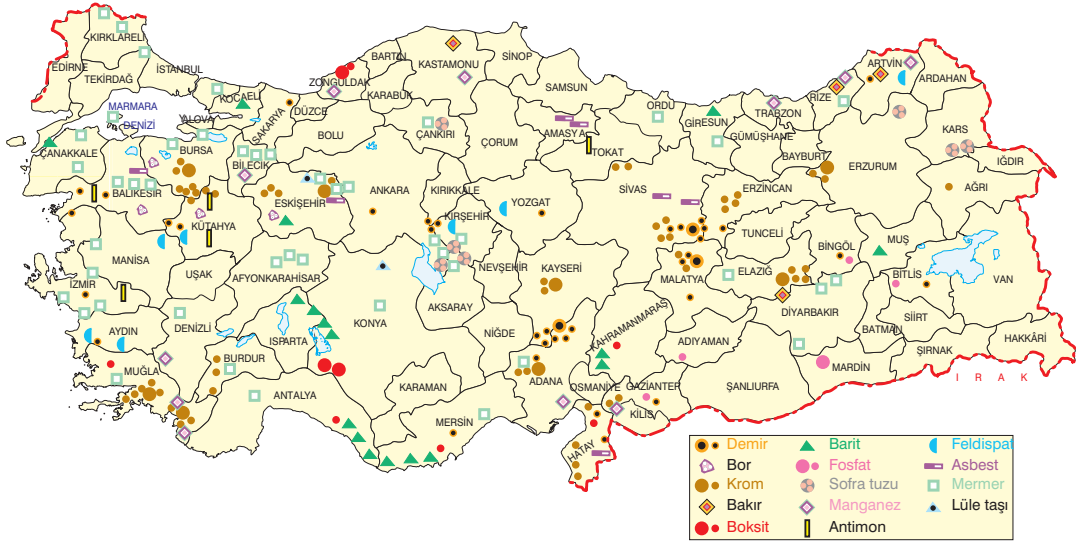 KIRKLARELİ
EDİRNE
TEKİRDAĞ
İSTANBUL
MARMARA
DENİZİ
YALOVA
KOCAELİ
SAKARYA
DÜZCE
ZONGULDAK
BARTIN
KARABÜK
KASTAMONU
SİNOP
SAMSUN
ORDU
GİRESUN
TRABZON
RİZE
ARTVİN
ARDAHAN
ÇANAKKALE
BURSA
BİLECİK
BOLU
ÇANKIRI
ÇORUM
AMASYA
TOKAT
GÜMÜŞHANE
BAYBURT
ERZURUM
KARS
IĞDIR
BALIKESİR
KÜTAHYA
ESKİŞEHİR
ANKARA
KIRIKKALE
KIRŞEHİR
YOZGAT
SİVAS
ERZİNCAN
TUNCELİ
BİNGÖL
MUŞ
AĞRI
MANİSA
UŞAK
AFYONKARAHİSAR
NEVŞEHİR
KAYSERİ
MALATYA
ELAZIĞ
DİYARBAKIR
BİTLİS
VAN
İZMİR
AYDIN
DENİZLİ
ISPARTA
KONYA
AKSARAY
NİĞDE
KAHRAMANMARAŞ
ADIYAMAN
BATMAN
SİİRT
ŞIRNAK
HAKKÂRİ
MUĞLA
BURDUR
ANTALYA
KARAMAN
MERSİN
ADANA
OSMANİYE
GAZİANTEP
KİLİS
ŞANLIURFA
MARDİN
HATAY
I R A K
Demir Barit Feldispat
Bor Fosfat Asbest
Krom Sofra tuzu Mermer
Bakır Manganez Lüle taşı
Boksit Antimon